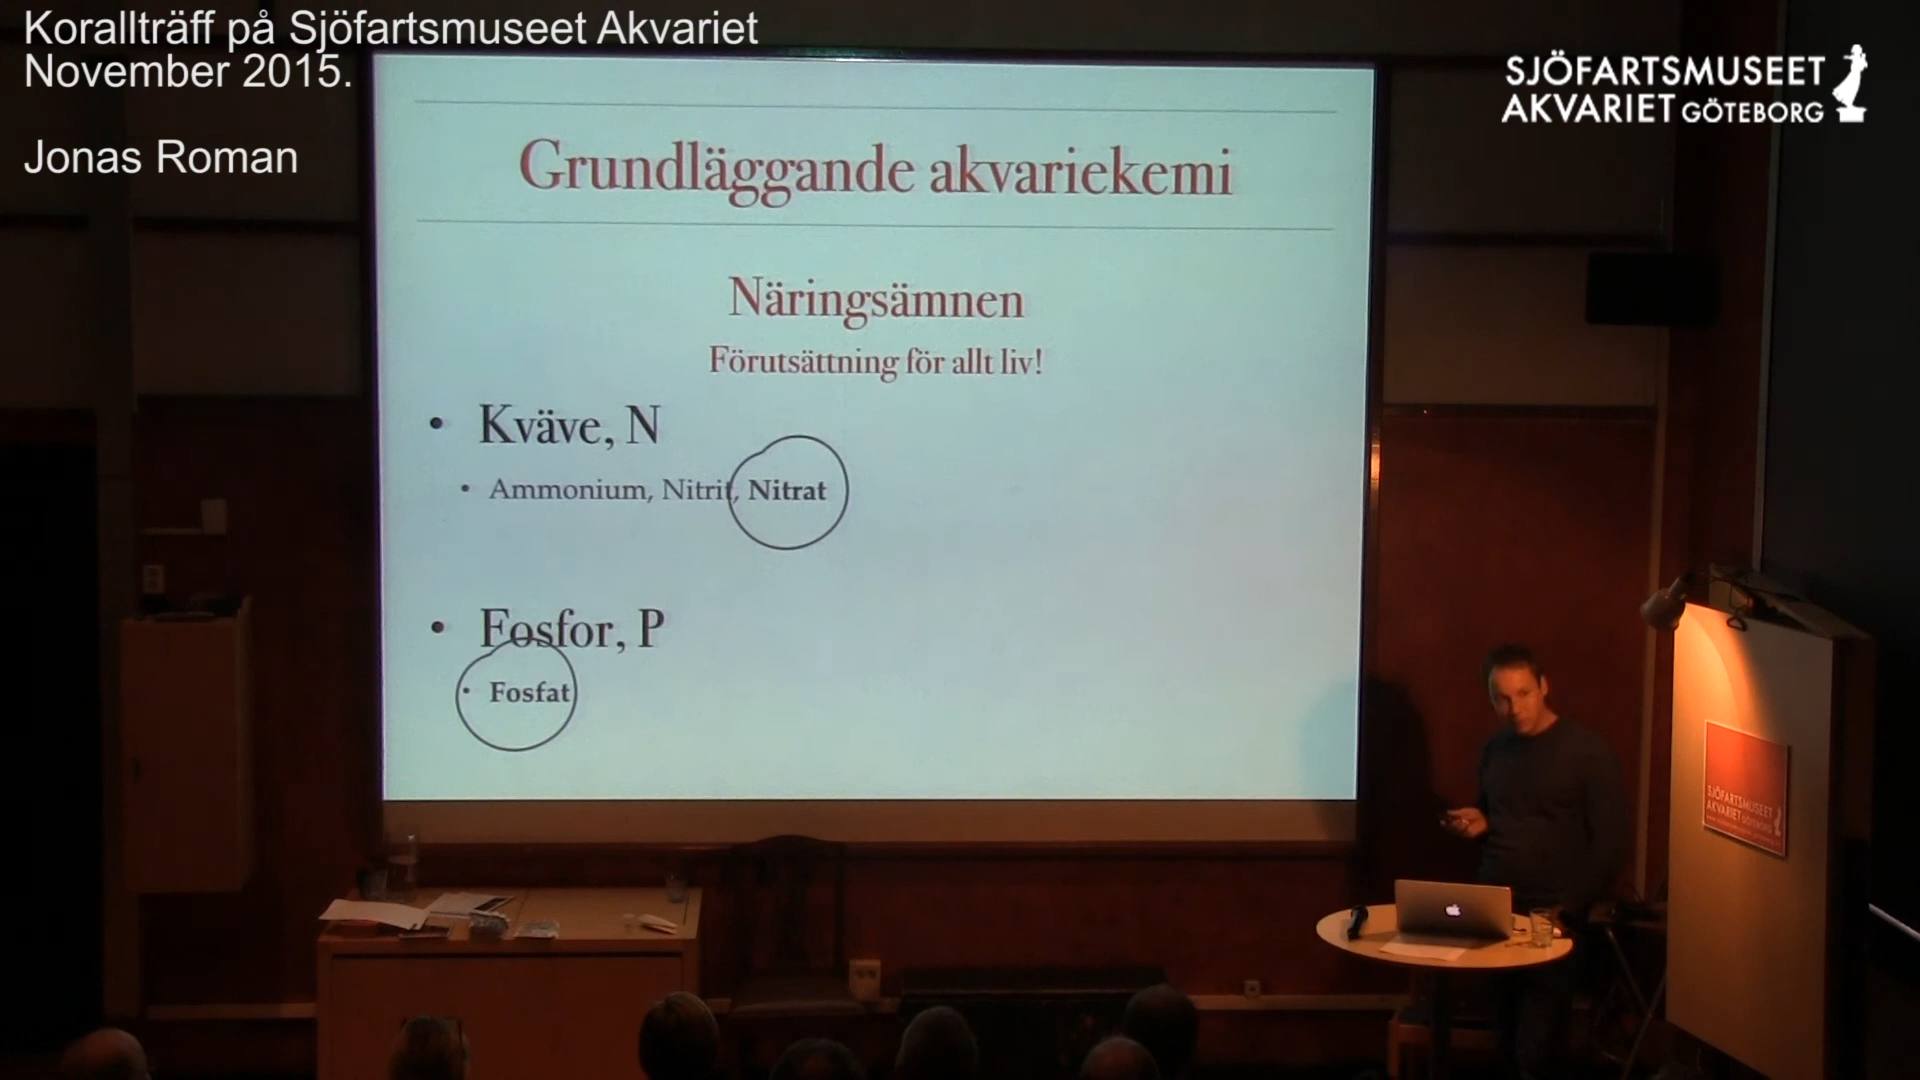 Korallträff på Sjöfartsmuseet Akvariet
November 2015.
Jonas Roman
SJÖFARTSMUSEET
AKVARIET GÖTEBORG
Grundläggande akvariekemi
Näringsämnen
Förutsättning för allt liv!
• Kväve, N
• Ammonium, Nitrit, Nitrat
• Fosfor, P
• Fosfat
SJÖFARTSMUSEET
AKVARIET GÖTEBORG